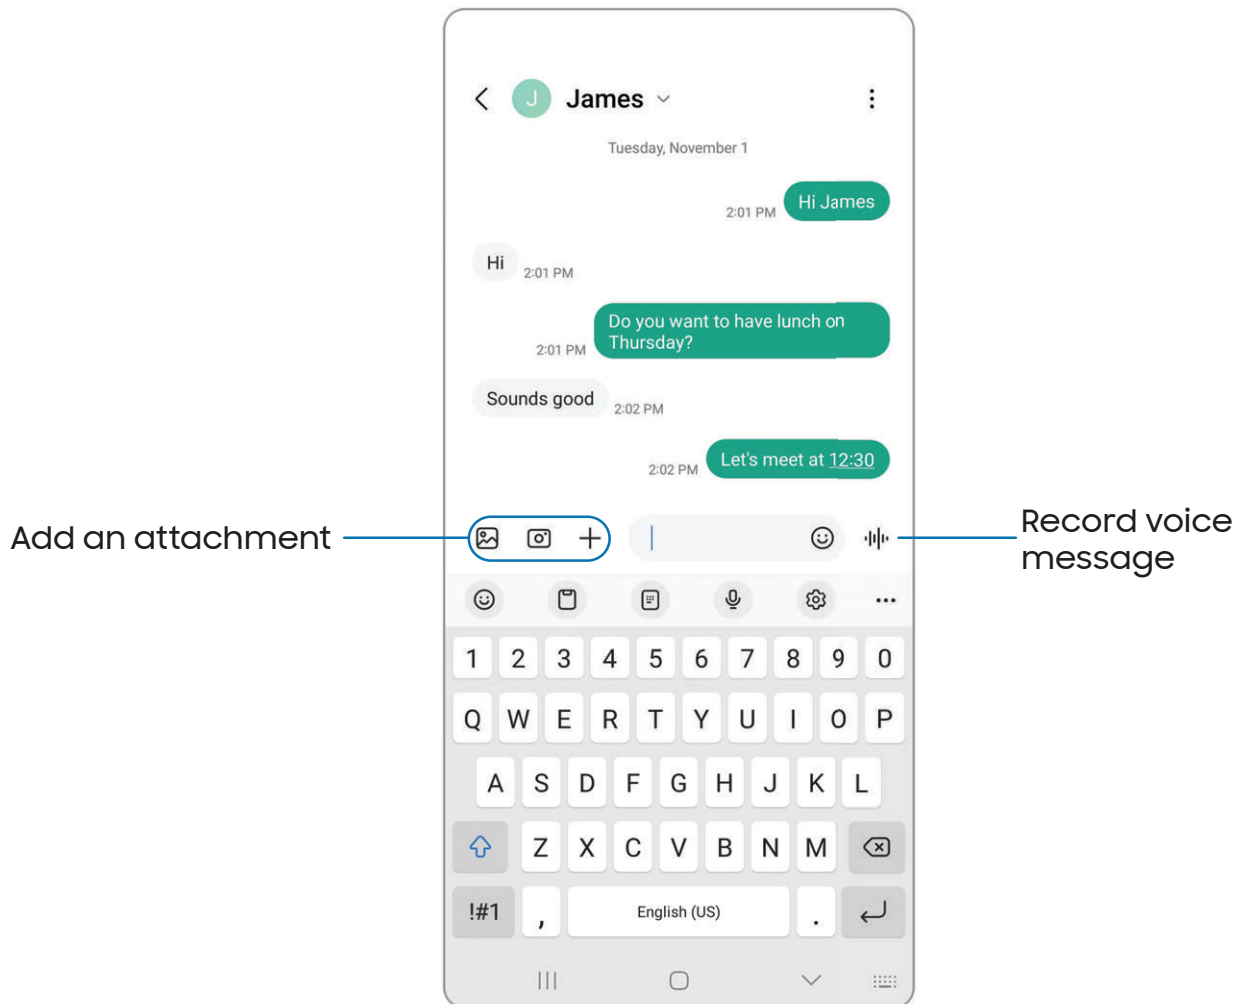 J James
Tuesday, November 1
2:01 PM Hi James
Hi 2:01 PM
Do you want to have lunch on
Thursday?
2:01 PM
Sounds good 2:02 PM
2:02 PM Let's meet at 12:30
Add an attachment
Record voice
message
1 2 3 4 5 6 7 8 9 0
Q W E R T Y U I O P
A S D F G H J K L
Z X C V B N M
!#1 , English (US) .